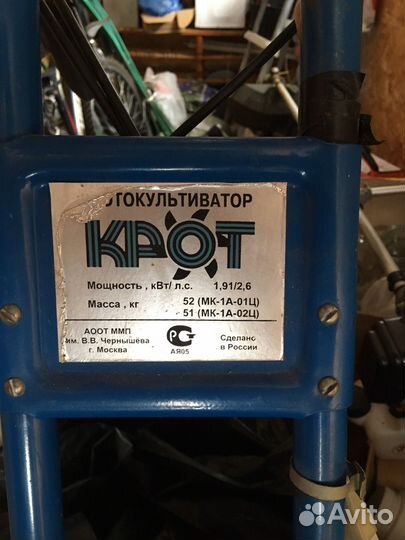 ОТОКУЛЬТИВАТОР
КРОТ
Мощность , кВт/ л.с. 1,91/2,6
Масса , кг 52 (МК-1А-01Ц)
51 (МК-1А-02Ц)
АООТ ММП
им. В.В. Чернышёва
г. Москва
РС
АЯ05
Сделано
в России
Avito